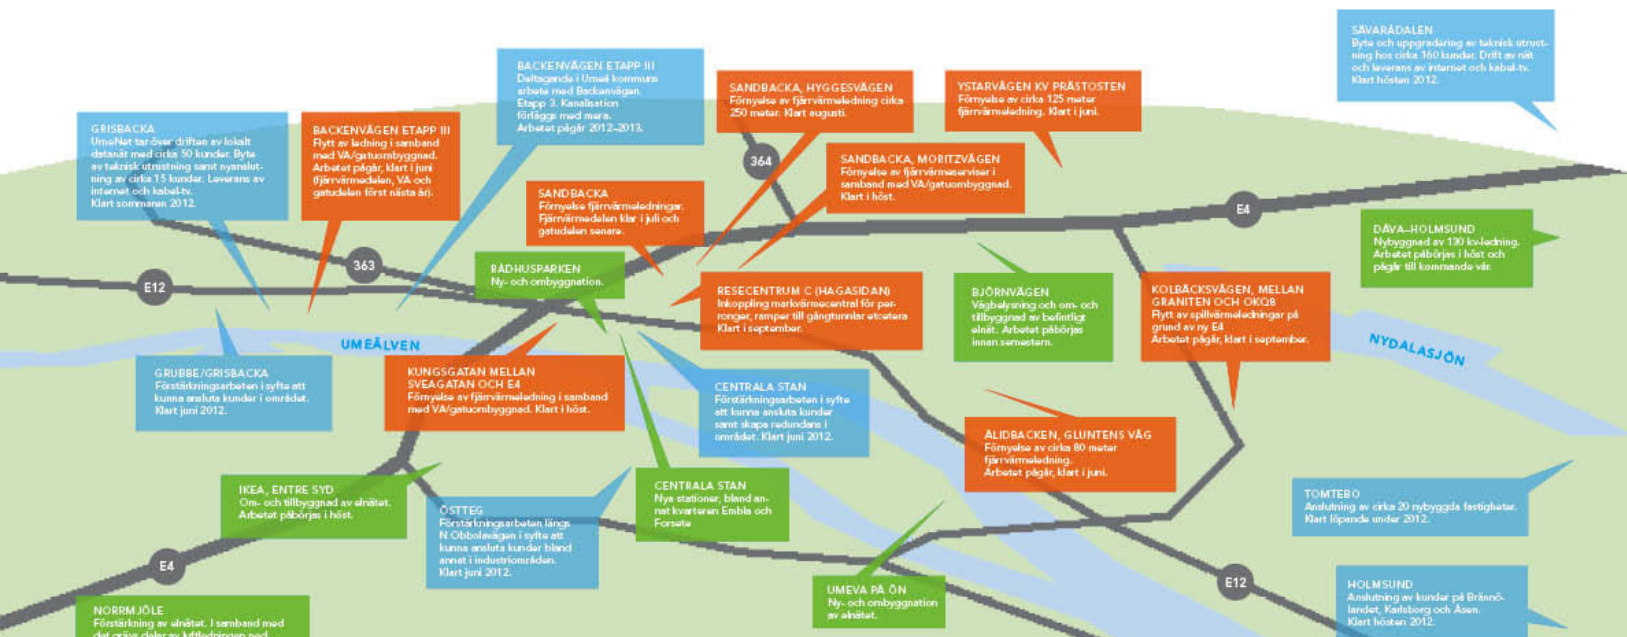 SÄVARÅDALEN
Byte och uppgradering av teknisk utrust-
ning hos cirka 160 kunder. Drift av nät
och leverans av internet och kabel-tv.
Klart hösten 2012.
BACKENVÄGEN ETAPP III
Deltagande i Umeå kommuns
arbete med Backenvägen.
Etapp 3. Kanalisation
förläggs med mera.
Arbetet pågår 2012–2013.
SANDBACKA, HYGGESVÄGEN
Förnyelse av fjärrvärmeledning cirka
250 meter. Klart augusti.
YSTARVÄGEN KV PRÄSTOSTEN
Förnyelse av cirka 125 meter
fjärrvärmeledning. Klart i juni.
GRISBACKA
UmeNet tar över driften av lokalt
datanät med cirka 50 kunder. Byte
av teknisk utrustning samt nyanslut-
ning av cirka 15 kunder. Leverans av
internet och kabel-tv.
Klart sommaren 2012.
BACKENVÄGEN ETAPP III
Flytt av ledning i samband
med VA/gatuombyggnad.
Arbetet pågår, klart i juni
(fjärrvärmedelen, VA och
gatudelen först nästa år).
364
SANDBACKA, MORITZVÄGEN
Förnyelse av fjärrvärmeserviser i
samband med VA/gatuombyggnad.
Klart i höst.
SANDBACKA
Förnyelse fjärrvärmeledningar.
Fjärrvärmedelen klar i juli och
gatudelen senare.
E4
DÅVA–HOLMSUND
Nybyggnad av 130 kv-ledning.
Arbetet påbörjas i höst och
pågår till kommande vår.
363
E12
RÅDHUSPARKEN
Ny- och ombyggnation.
RESECENTRUM C (HAGASIDAN)
Inkoppling markvärmecentral för per-
ronger, ramper till gångtunnlar etcetera
Klart i september.
BJÖRNVÄGEN
Vägbelysning och om- och
tillbyggnad av befintligt
elnät. Arbetet påbörjas
innan semestern.
KOLBÄCKSVÄGEN, MELLAN
GRANITEN OCH OKQ8
Flytt av spillvärmeledningar på
grund av ny E4
Arbetet pågår, klart i september.
UMEÄLVEN
NYDALASJÖN
GRUBBE/GRISBACKA
Förstärkningsarbeten i syfte att
kunna ansluta kunder i området.
Klart juni 2012.
KUNGSGATAN MELLAN
SVEAGATAN OCH E4
Förnyelse av fjärrvärmeledning i samband
med VA/gatuombyggnad. Klart i höst.
CENTRALA STAN
Förstärkningsarbeten i syfte
att kunna ansluta kunder
samt skapa redundans i
området. Klart juni 2012.
ÅLIDBACKEN, GLUNTENS VÄG
Förnyelse av cirka 80 meter
fjärrvärmeledning.
Arbetet pågår, klart i juni.
IKEA, ENTRE SYD
Om- och tillbyggnad av elnätet.
Arbetet påbörjas i höst.
ÖSTTEG
Förstärkningsarbeten längs
N Obbolavägen i syfte att
kunna ansluta kunder bland
annat i industriområden.
Klart juni 2012.
CENTRALA STAN
Nya stationer, bland an-
nat kvarteren Embla och
Forsete
TOMTEBO
Anslutning av cirka 20 nybyggda fastigheter.
Klart löpande under 2012.
E4
UMEVA PÅ ÖN
Ny- och ombyggnation
av elnätet.
E12
HOLMSUND
Anslutning av kunder på Brännö-
landet, Karlsborg och Åsen.
Klart hösten 2012.
NORRMJÖLE
Förstärkning av elnätet. I samband med
det grävs delar av luftledningen ned